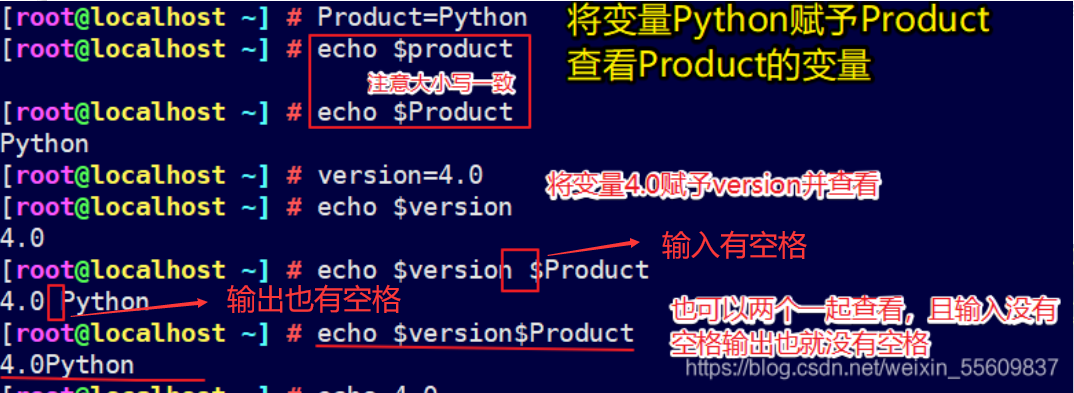 [root@localhost ~] # Product=Python
将变量Python赋予Product
[root@localhost ~] # echo $product
查看Product的变量
注意大小写一致
[root@localhost ~] # echo $Product
Python
[root@localhost ~] # version=4.0
将变量4.0赋予version并查看
[root@localhost ~] # echo $version
4.0
输入有空格
[root@localhost ~] # echo $version $Product
4.0 Python
输出也有空格
也可以两个一起查看，且输入没有
空格输出也就没有空格
[root@localhost ~] # echo $version$Product
4.0Python
https://blog.csdn.net/weixin_55609837